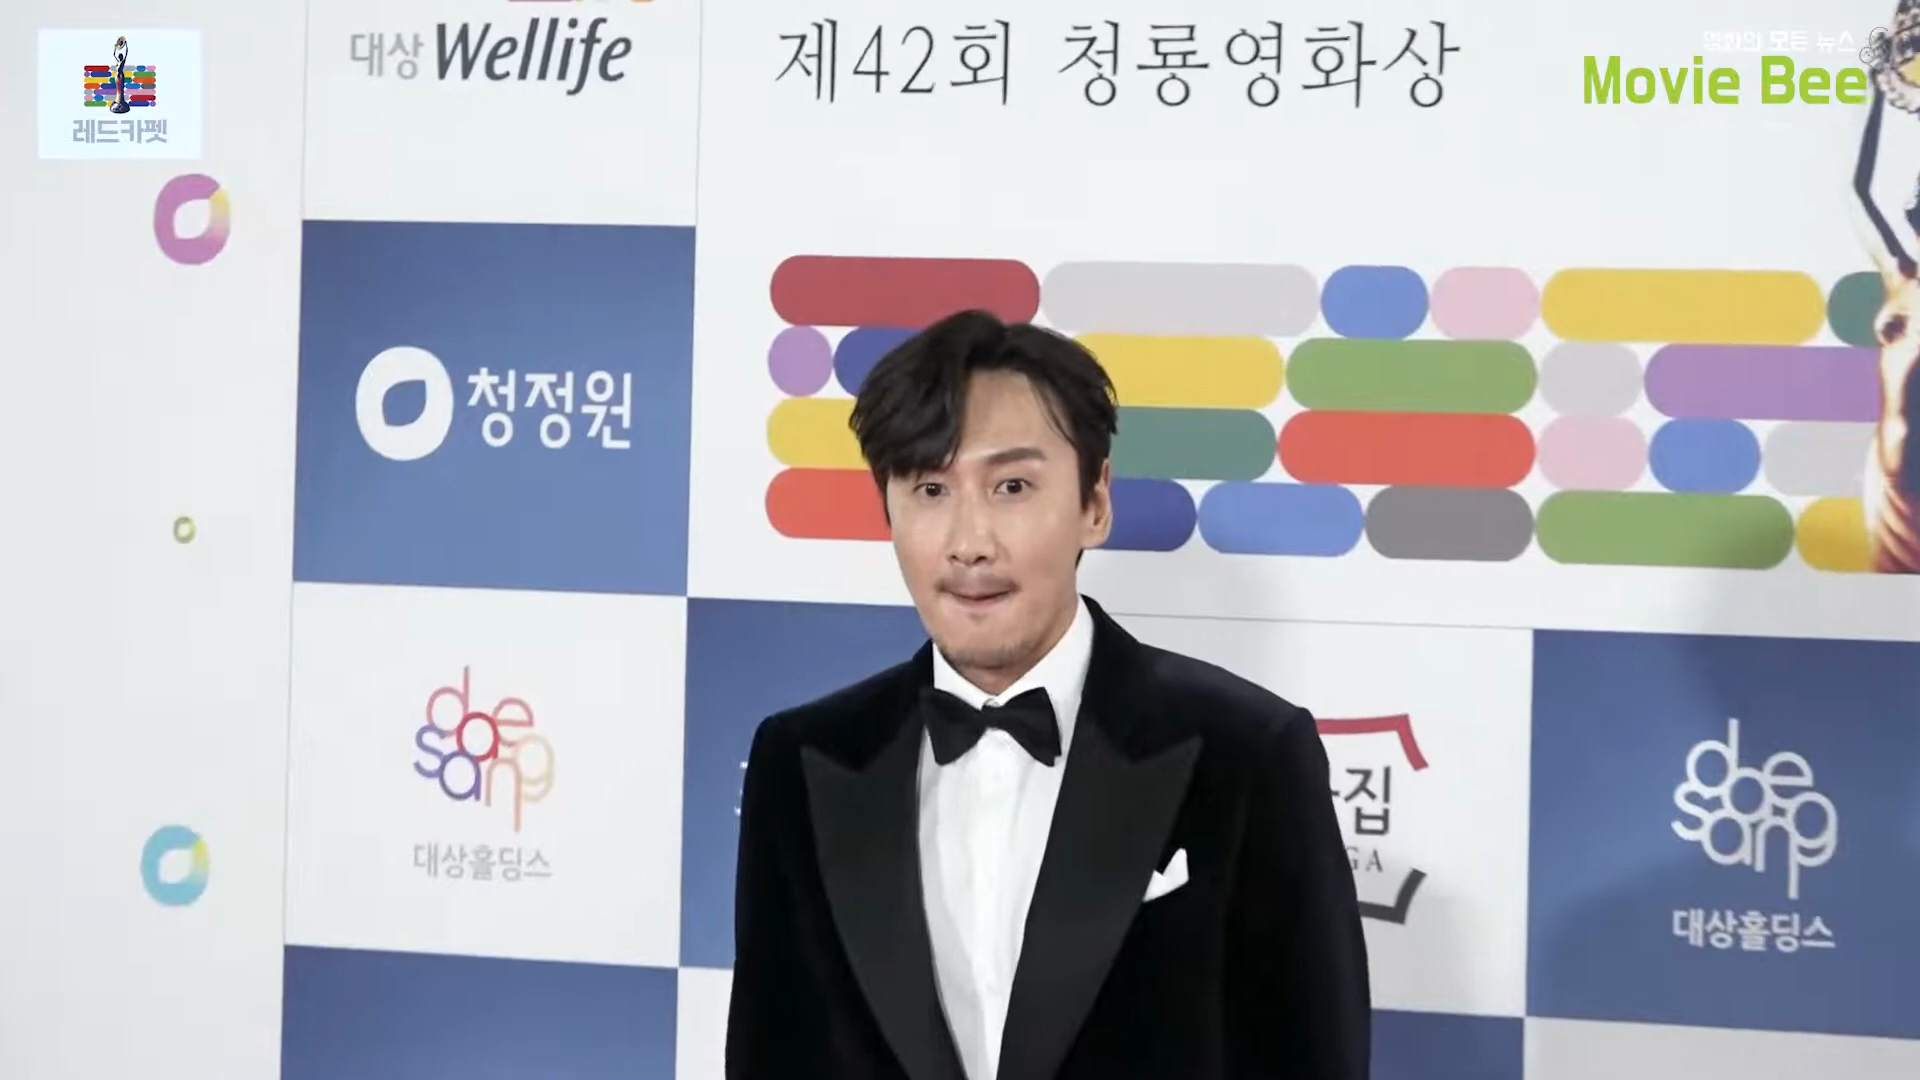 대상 Wellife
제42회 청룡영화상
영화의 모든 뉴스
Movie Bee
레드카펫
청정원
daesang
대상홀딩스
집
GA
daesang
대상홀딩스